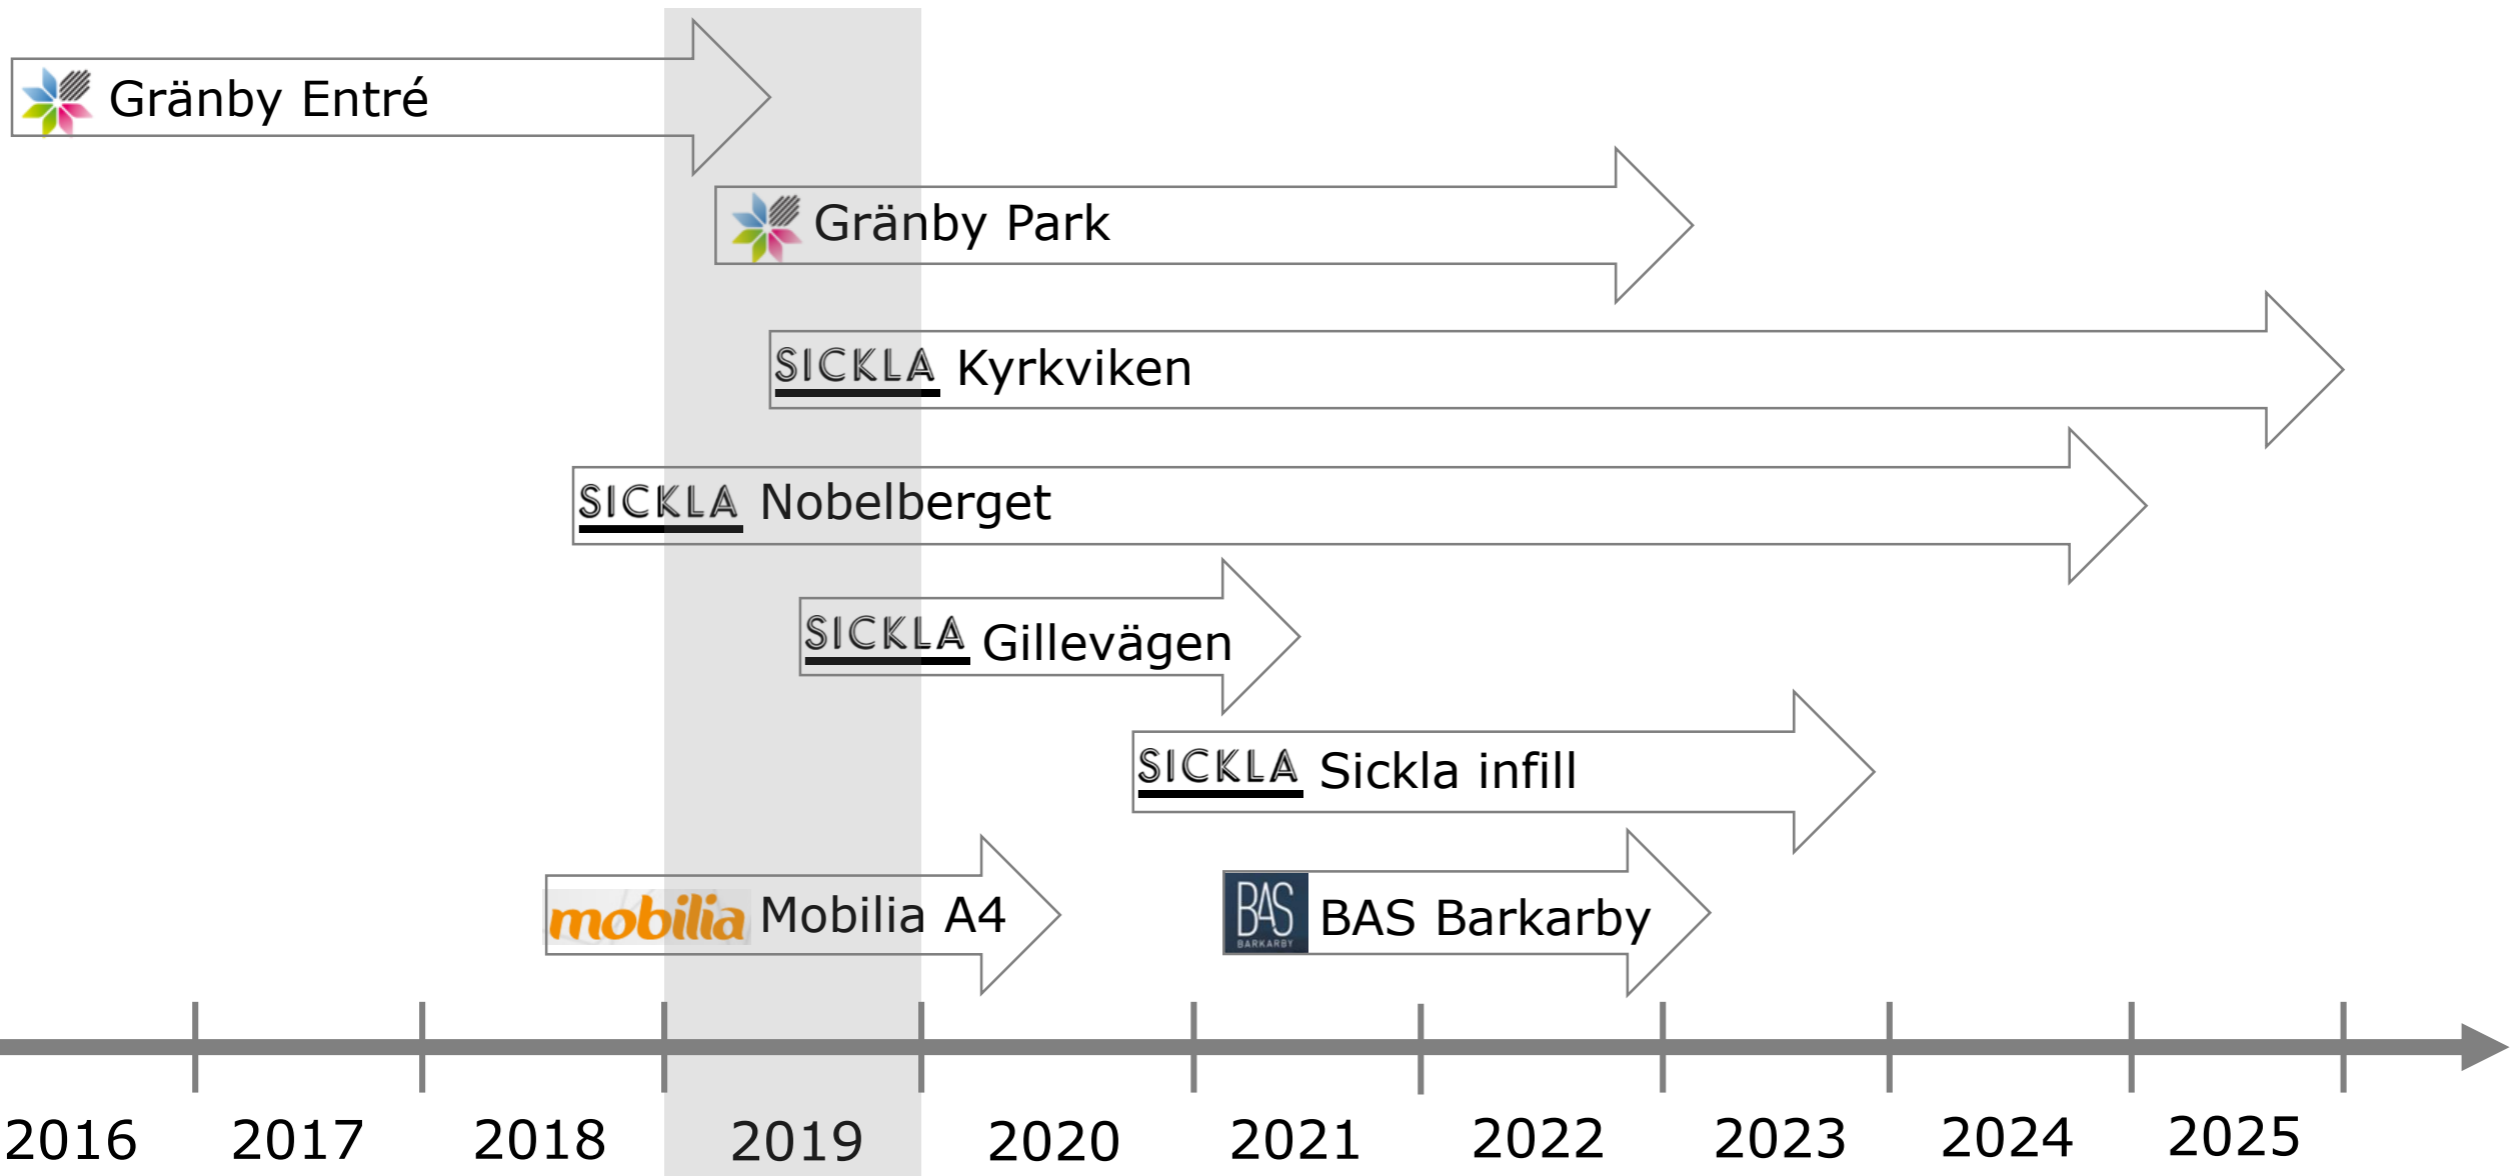 Gränby Entré
Gränby Park
SICKLA Kyrkviken
SICKLA Nobelberget
SICKLA Gillevägen
SICKLA Sickla infill
mobilia Mobilia A4
BAS BARKARBY BAS Barkarby
2016 2017 2018 2019 2020 2021 2022 2023 2024 2025